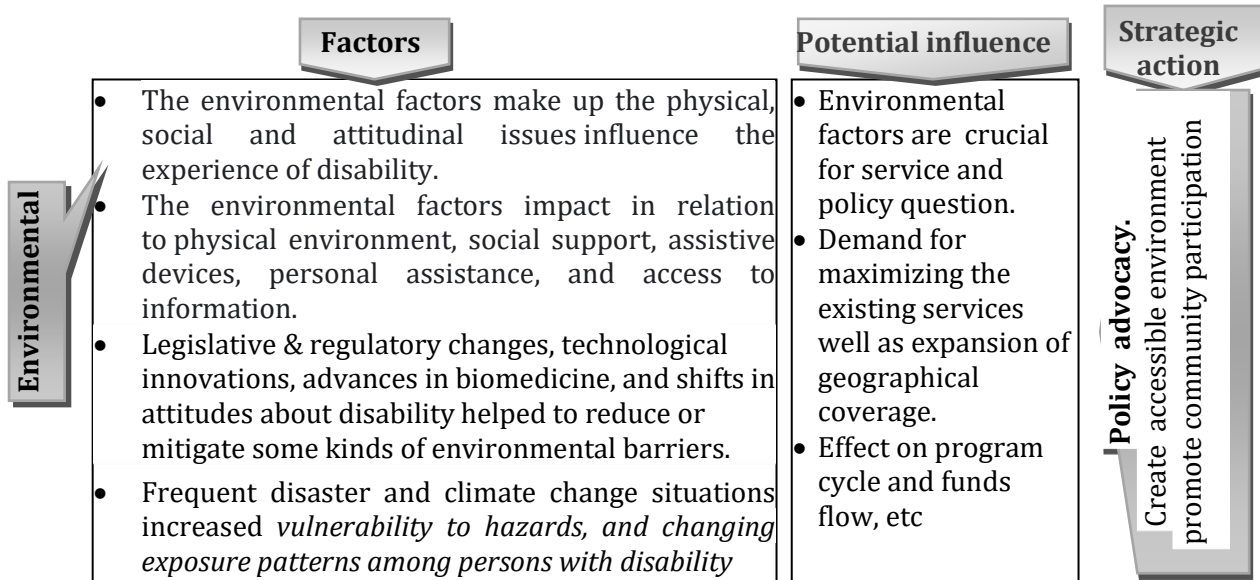 Factors
Potential influence
Strategic
action
Environmental
• The environmental factors make up the physical,
social and attitudinal issues influence the
experience of disability.
• The environmental factors impact in relation
to physical environment, social support, assistive
devices, personal assistance, and access to
information.
• Legislative & regulatory changes, technological
innovations, advances in biomedicine, and shifts in
attitudes about disability helped to reduce or
mitigate some kinds of environmental barriers.
• Frequent disaster and climate change situations
increased vulnerability to hazards, and changing
exposure patterns among persons with disability
• Environmental
factors are crucial
for service and
policy question.
• Demand for
maximizing the
existing services
well as expansion of
geographical
coverage.
• Effect on program
cycle and funds
flow, etc
Policy advocacy.
Create accessible environment
promote community participation